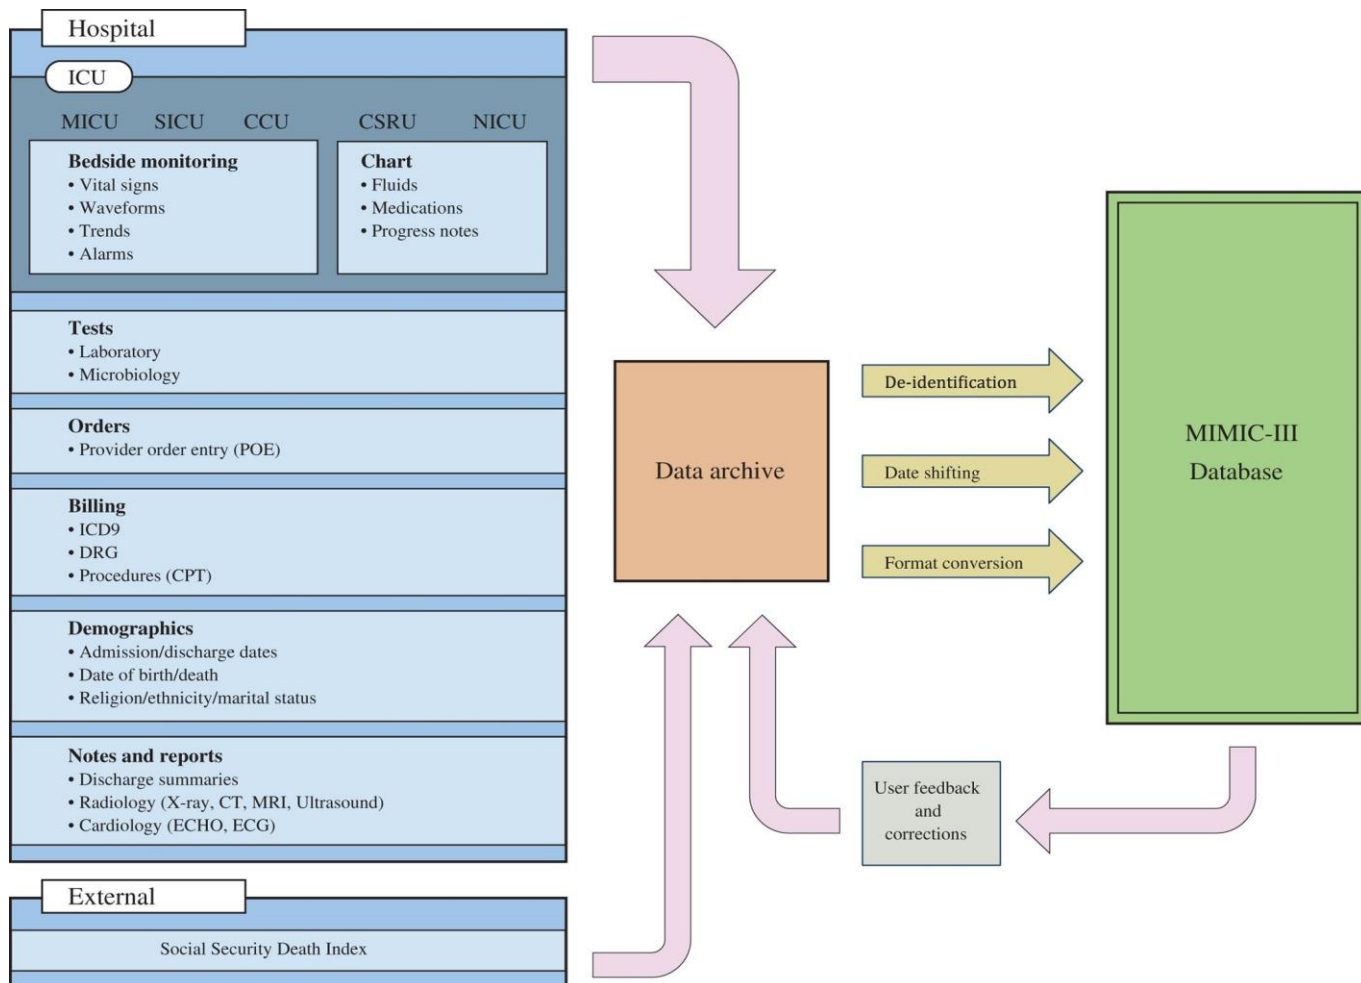 Hospital
ICU
MICU SICU CCU CSRU NICU
Bedside monitoring
• Vital signs
• Waveforms
• Trends
• Alarms
Chart
• Fluids
• Medications
• Progress notes
Tests
• Laboratory
• Microbiology
Orders
• Provider order entry (POE)
Billing
• ICD9
• DRG
• Procedures (CPT)
Demographics
• Admission/discharge dates
• Date of birth/death
• Religion/ethnicity/marital status
Notes and reports
• Discharge summaries
• Radiology (X-ray, CT, MRI, Ultrasound)
• Cardiology (ECHO, ECG)
External
Social Security Death Index
Data archive
De-identification
Date shifting
Format conversion
MIMIC-III
Database
User feedback
and
corrections